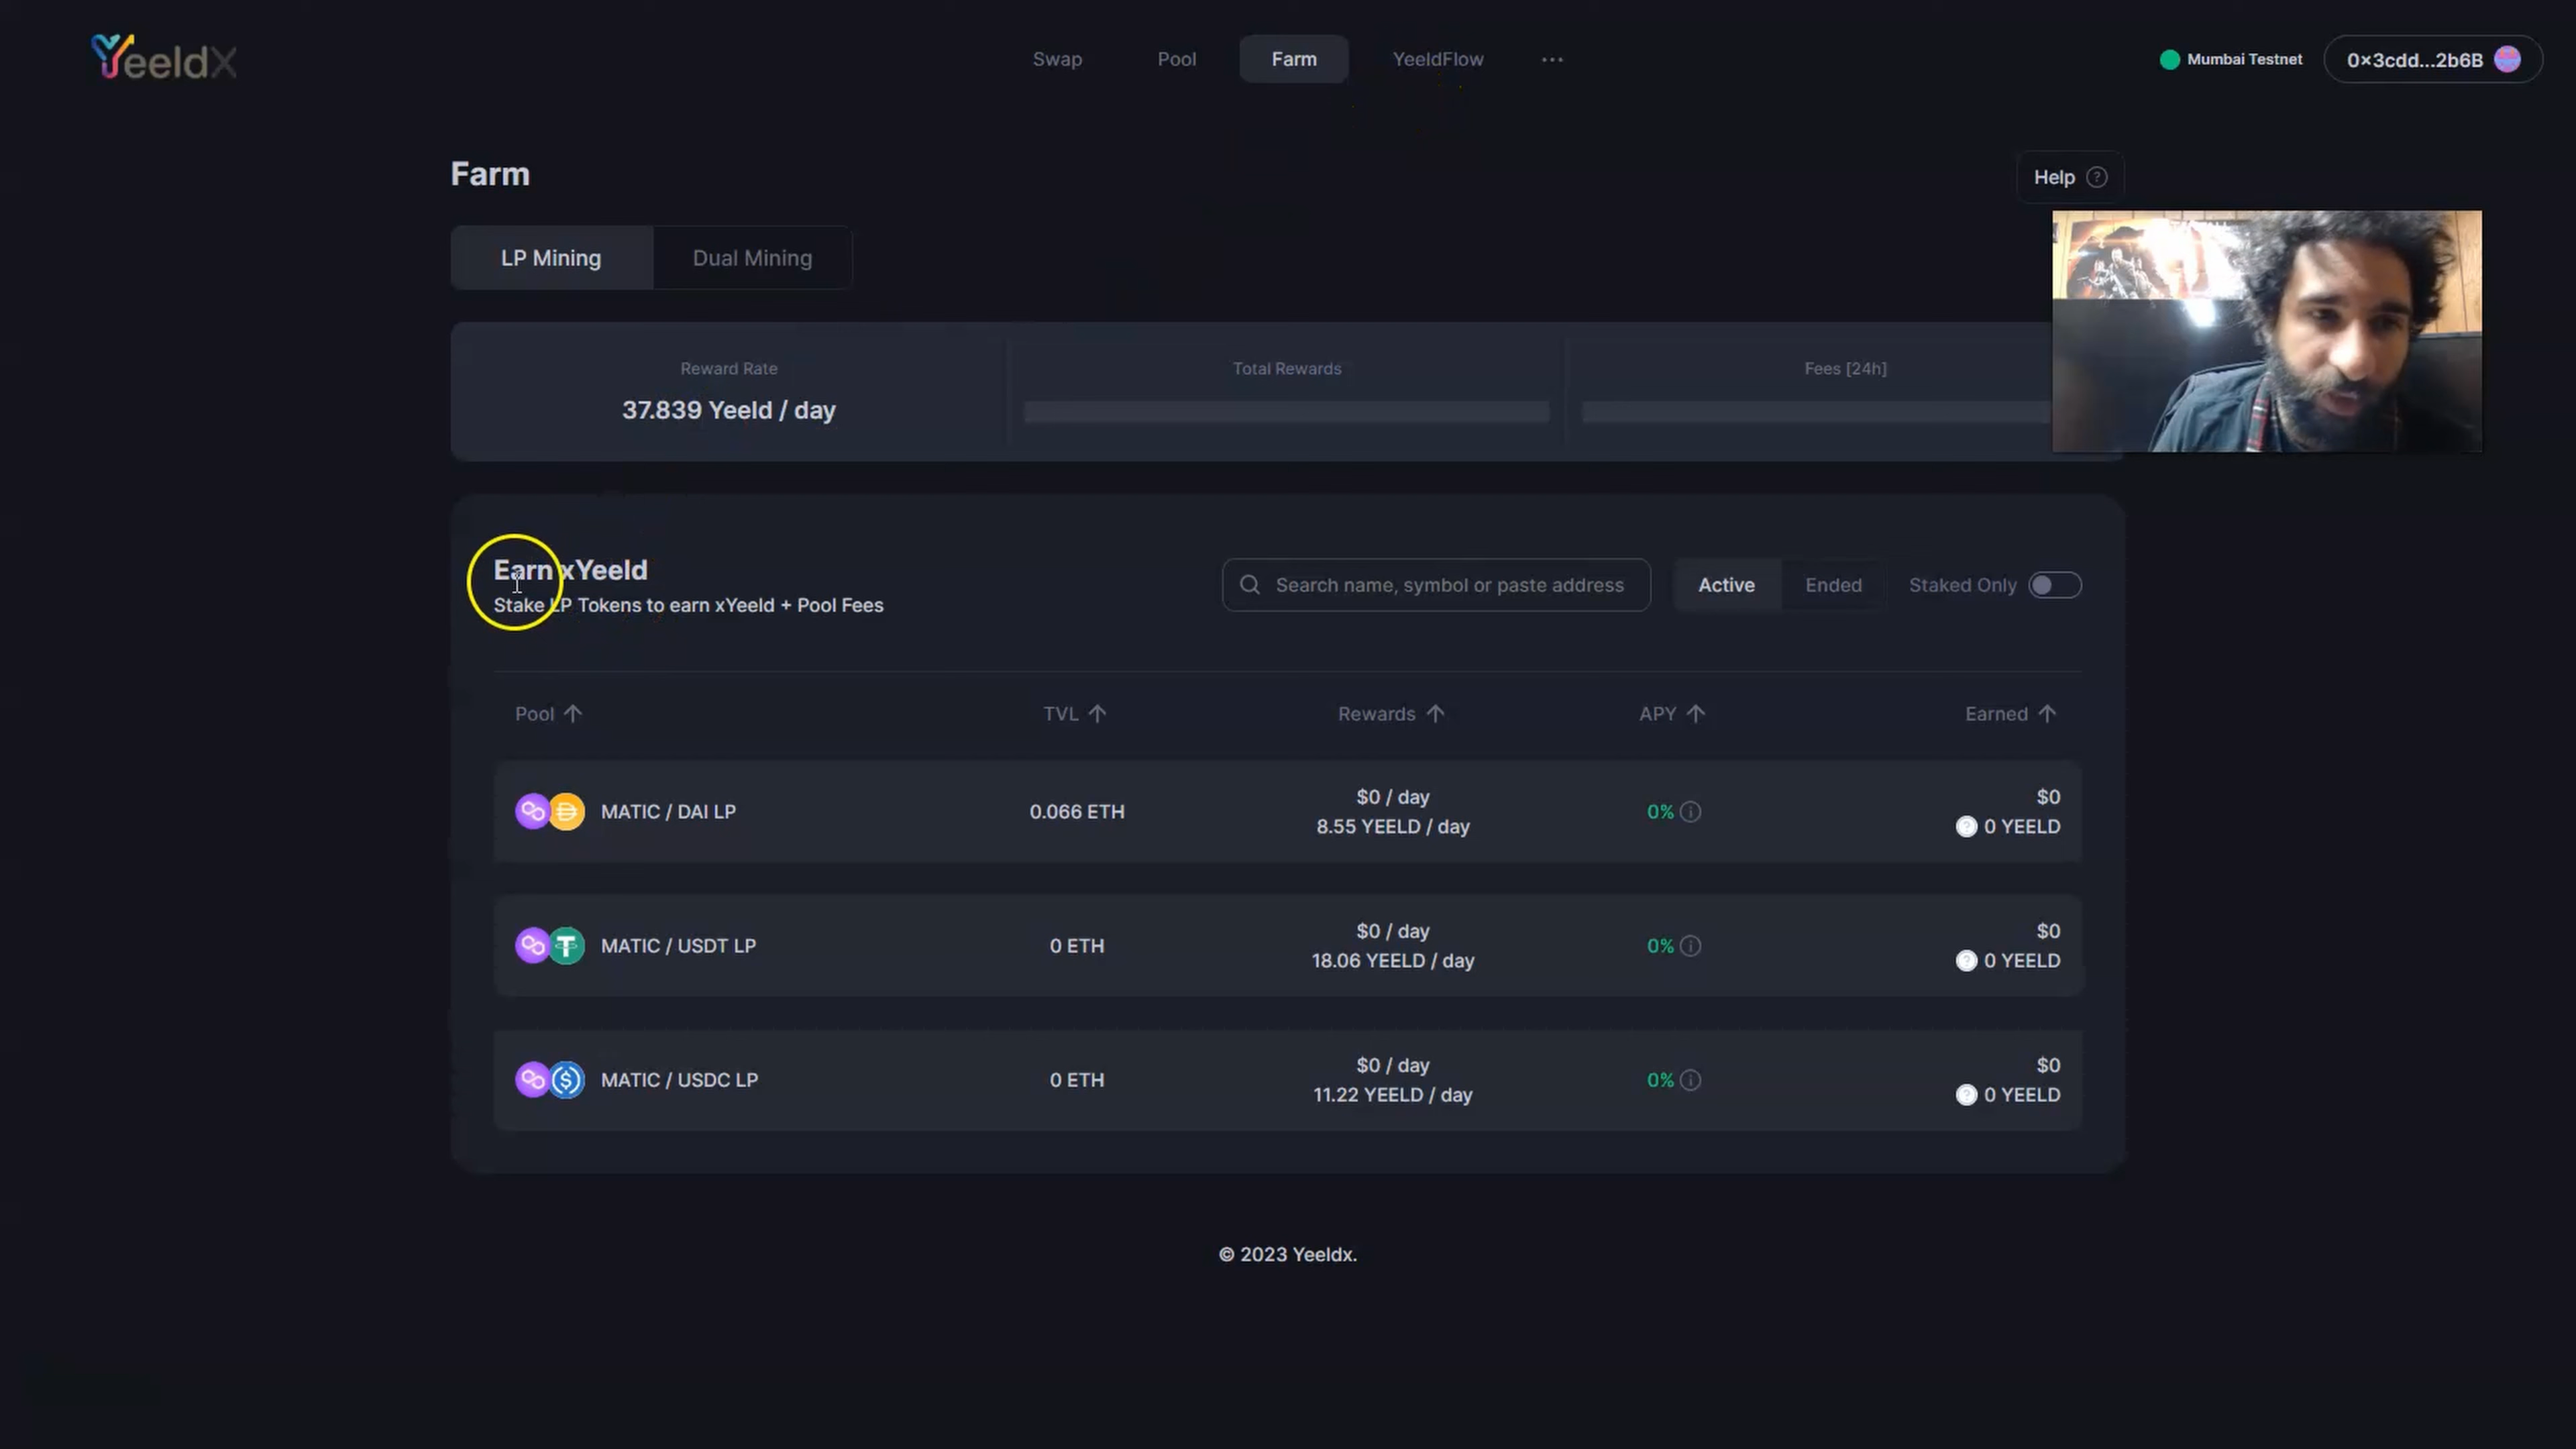 YeeldX
Swap
Pool
Farm
YeeldFlow
...
Mumbai Testnet
0x3cdd...2b6B
Farm
Help ?
LP Mining
Dual Mining
Reward Rate
37.839 Yeeld / day
Total Rewards
Fees [24h]
Earn xYeeld
Stake LP Tokens to earn xYeeld + Pool Fees
Search name, symbol or paste address
Active
Ended
Staked Only
Pool
TVL
Rewards
APY
Earned
MATIC / DAI LP
0.066 ETH
$0 / day
8.55 YEELD / day
0%
$0
0 YEELD
MATIC / USDT LP
0 ETH
$0 / day
18.06 YEELD / day
0%
$0
0 YEELD
MATIC / USDC LP
0 ETH
$0 / day
11.22 YEELD / day
0%
$0
0 YEELD
© 2023 Yeeldx.